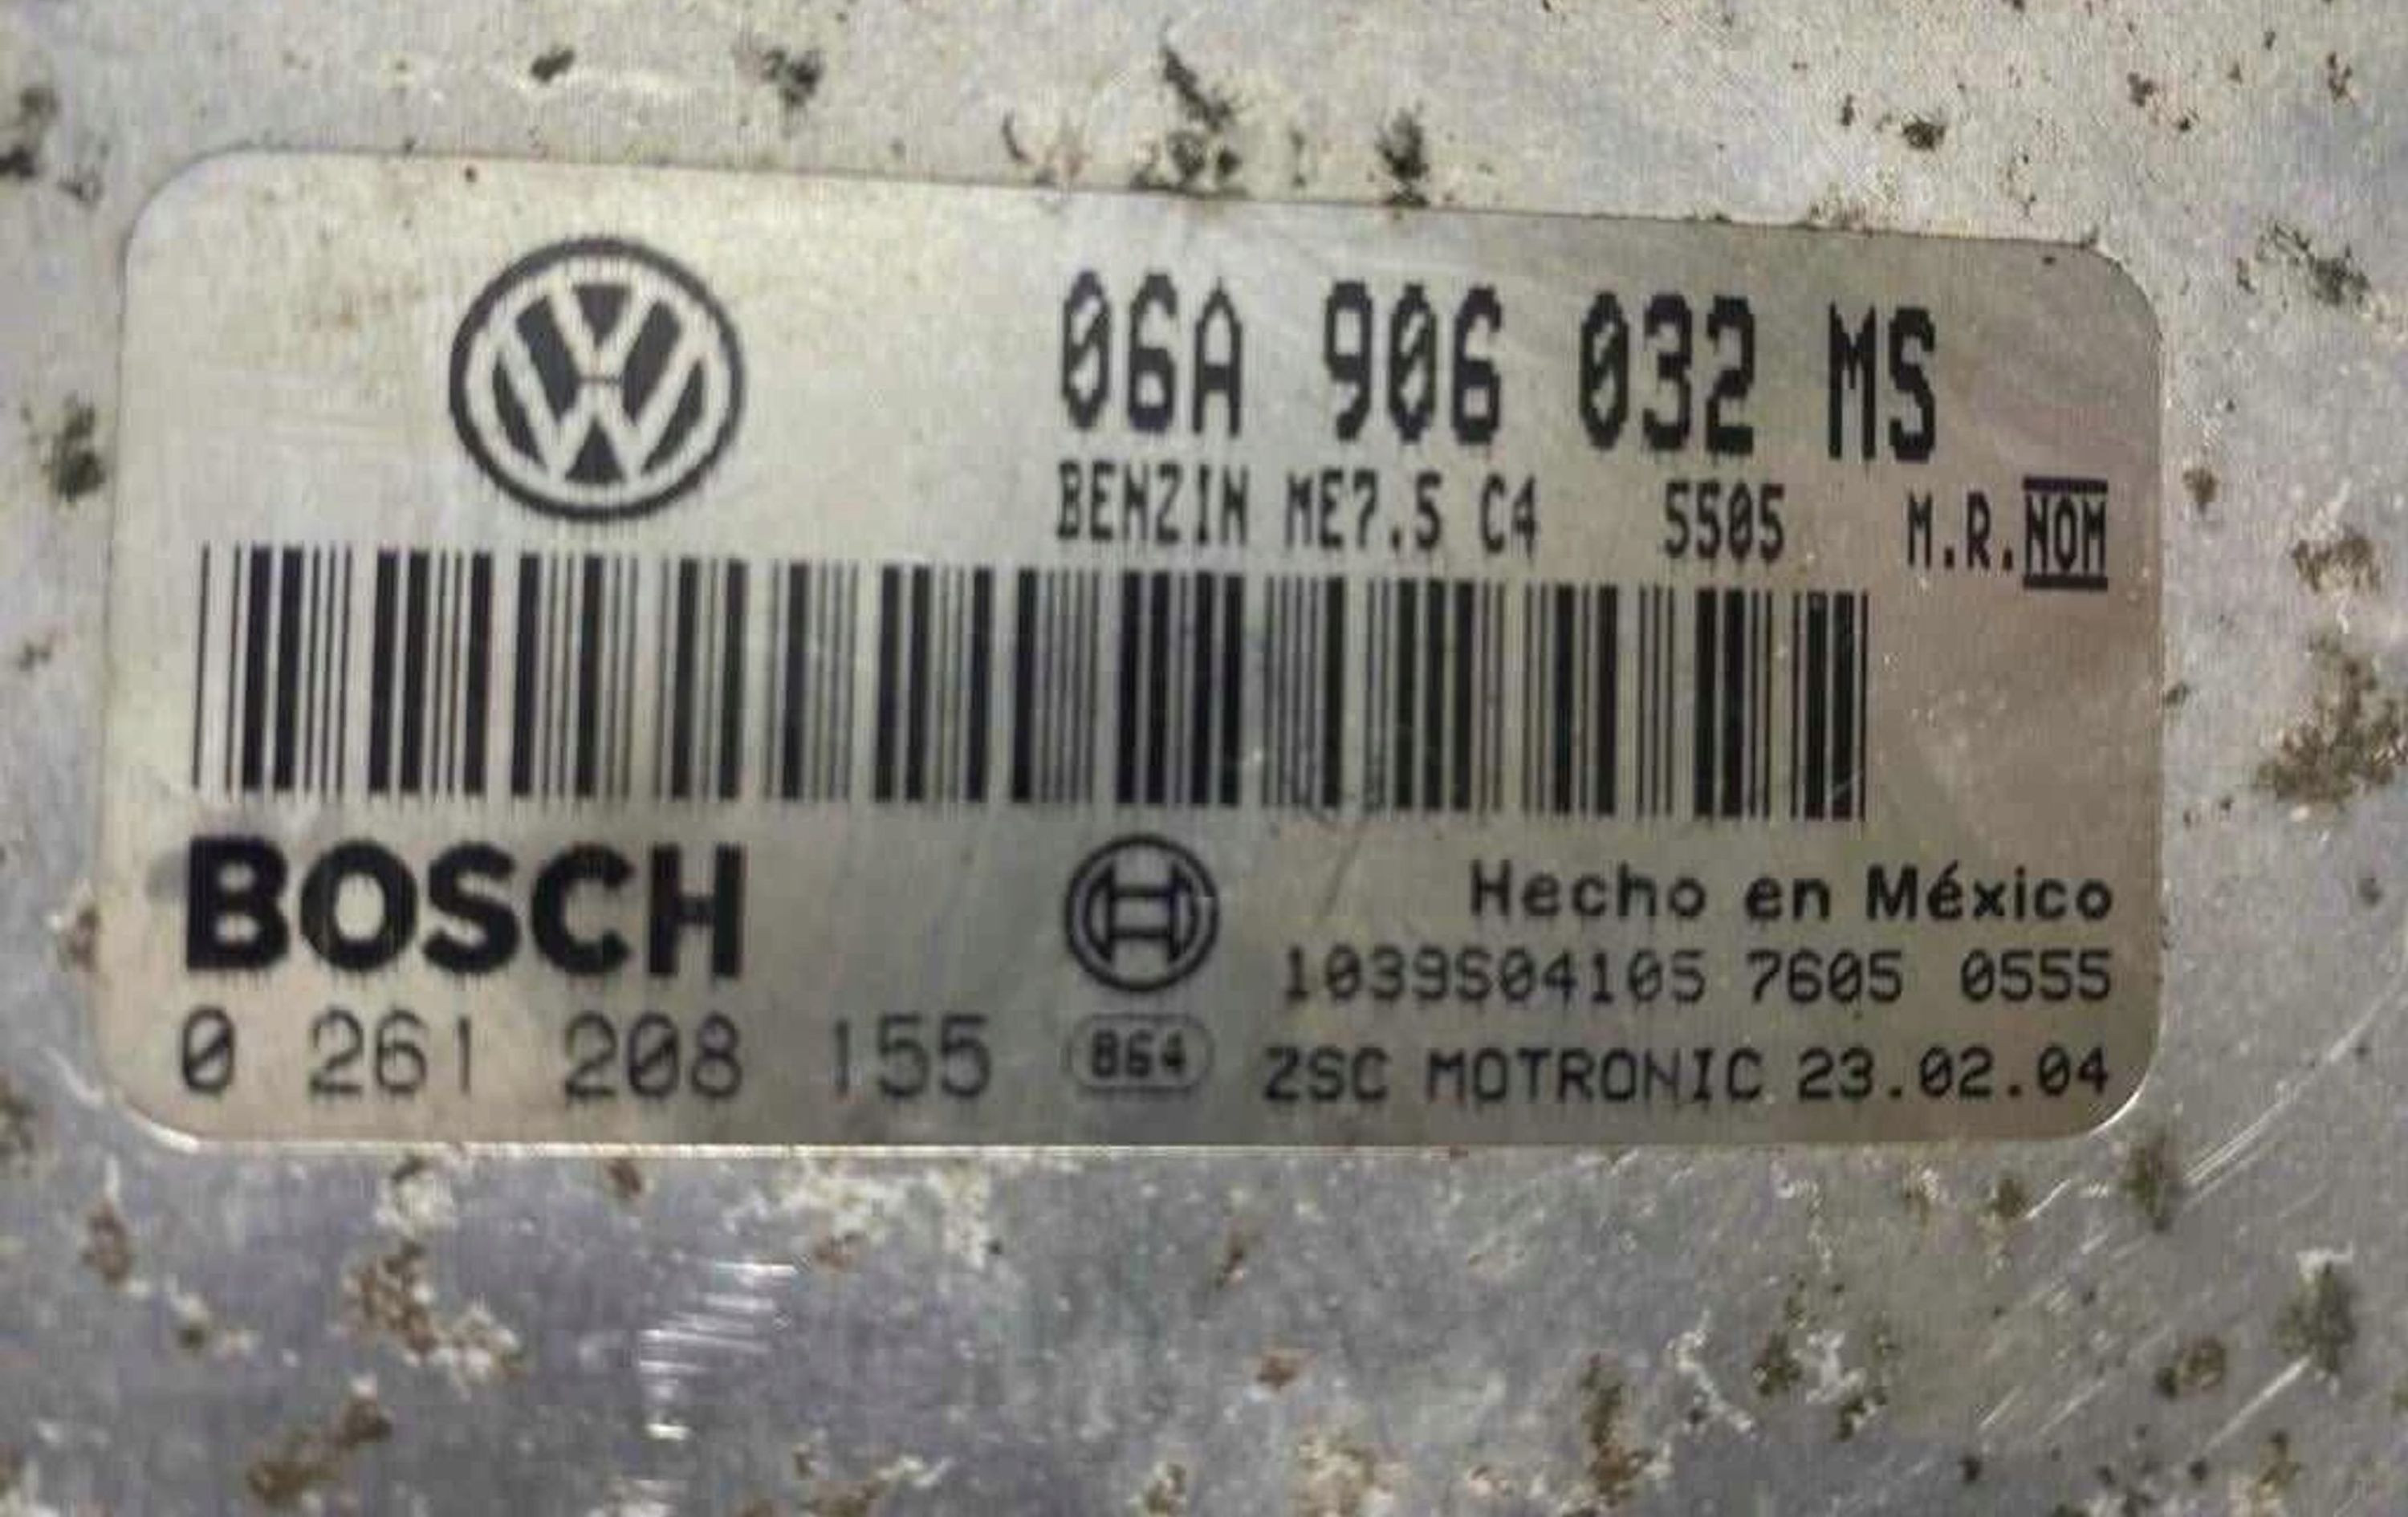 06A 906 032 MS
BENZIN ME7.5 C4 5505 M.R.NOM
BOSCH
Hecho en México
1039S04105 7605 0555
0 261 208 155
864
ZSC MOTRONIC 23.02.04